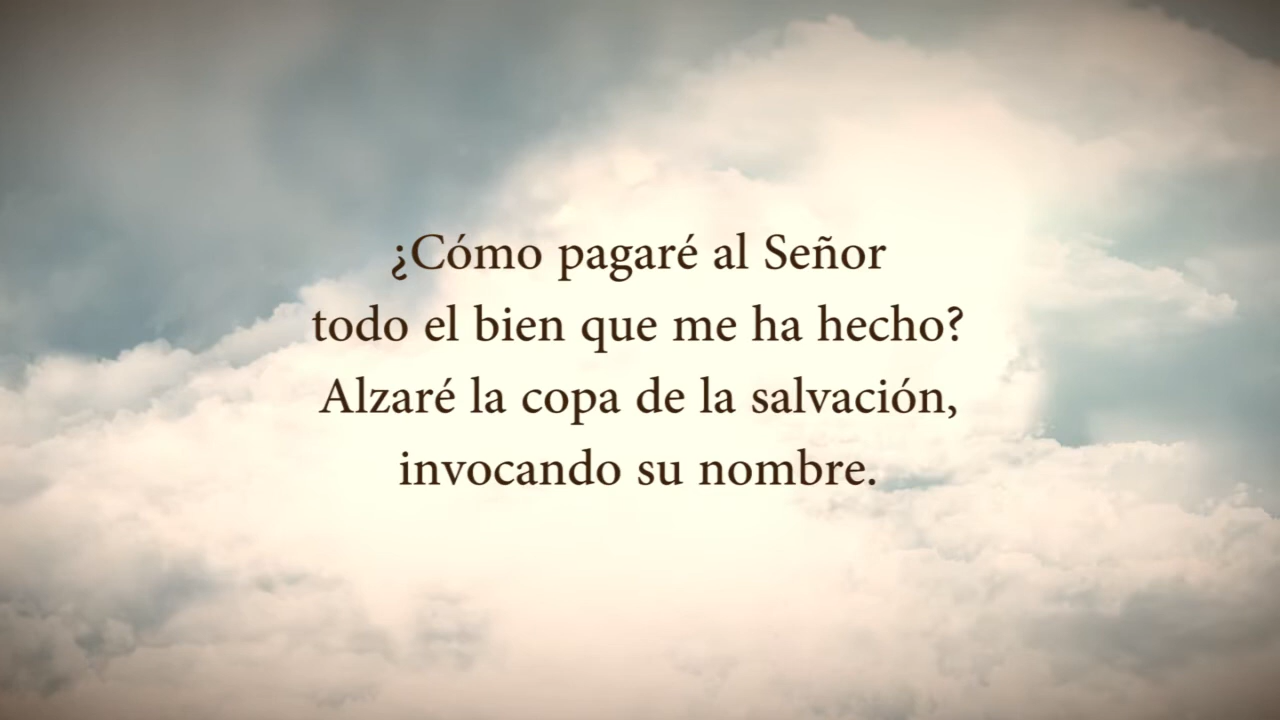 ¿Cómo pagaré al Señor
todo el bien que me ha hecho?
Alzaré la copa de la salvación,
invocando su nombre.